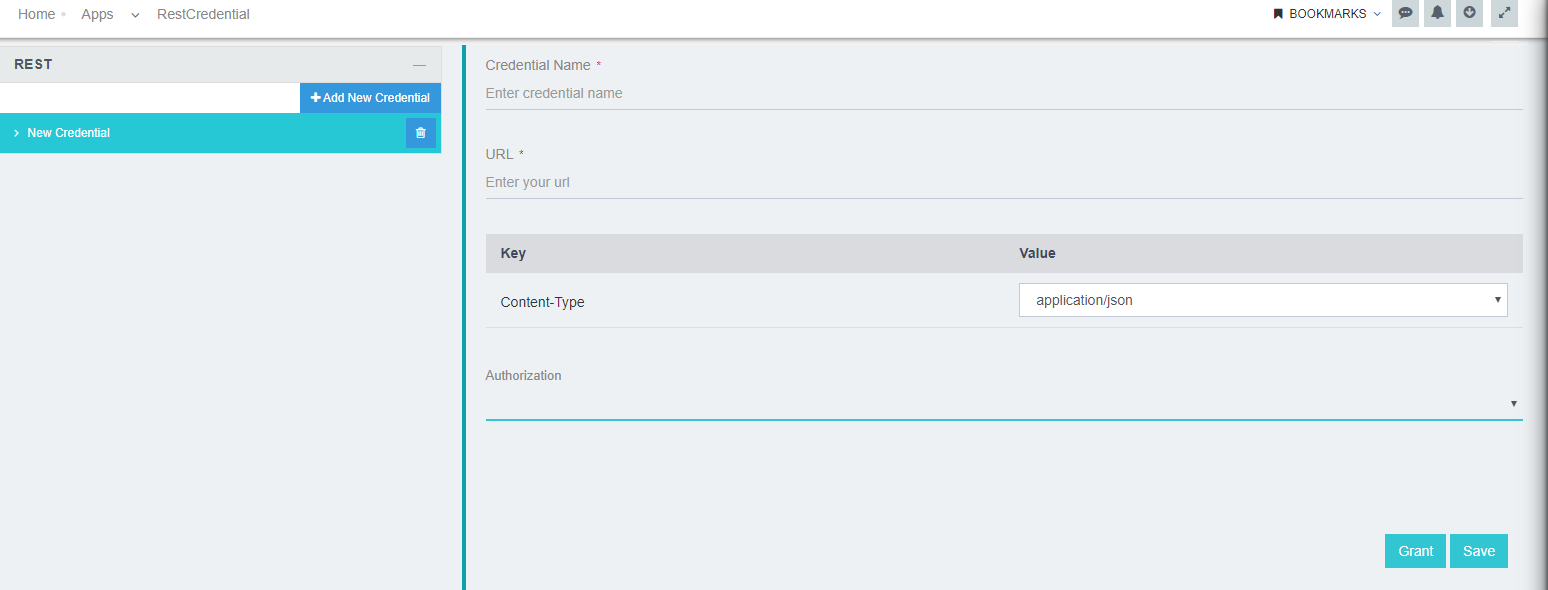 Home Apps RestCredential
BOOKMARKS
REST
Add New Credential
New Credential
Credential Name *
Enter credential name
URL *
Enter your url
Key Value
Content-Type application/json
Authorization
Grant Save